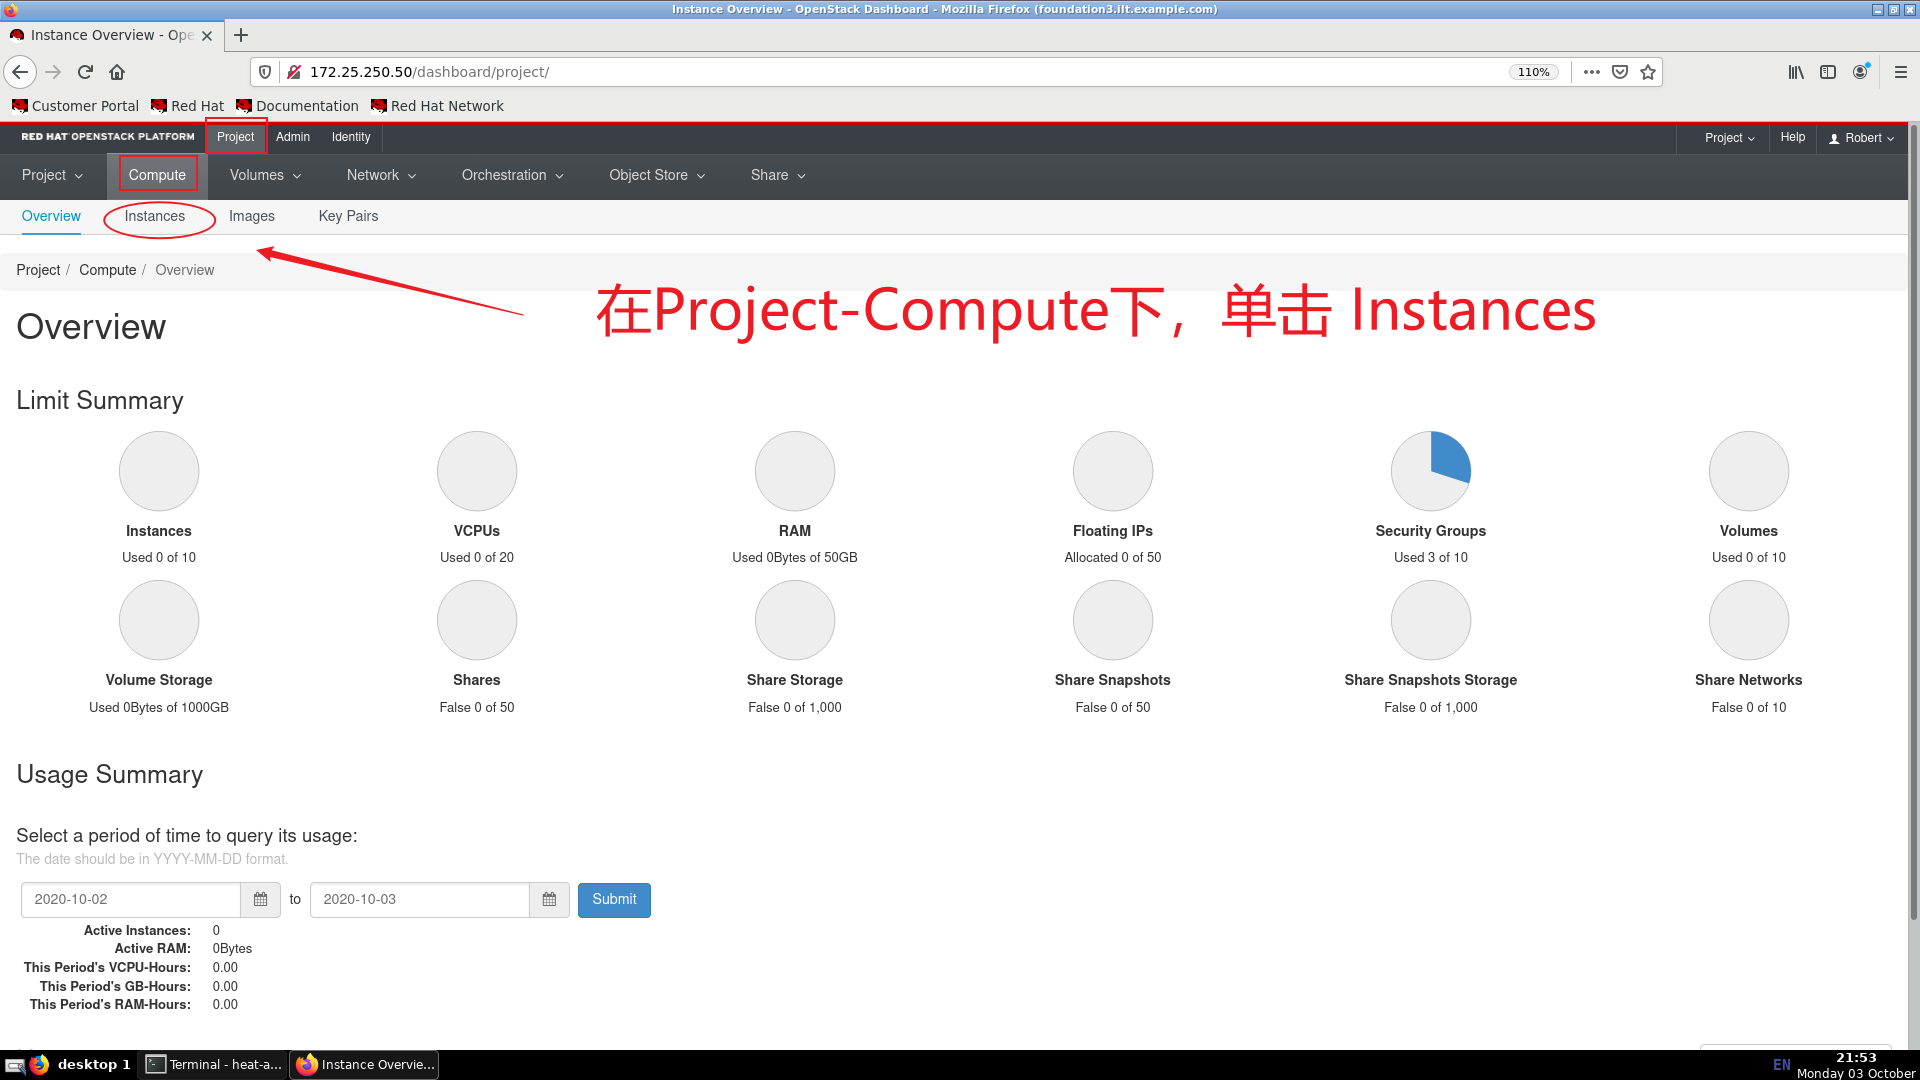 Instance Overview - OpenStack Dashboard - Mozilla Firefox (foundation3.ilt.example.com)
Instance Overview - Ope
172.25.250.50/dashboard/project/
110%
Customer Portal Red Hat Documentation Red Hat Network
RED HAT OPENSTACK PLATFORM Project Admin Identity Project Help Robert
Project Compute Volumes Network Orchestration Object Store Share
Overview Instances Images Key Pairs
Project / Compute / Overview
在Project-Compute下，单击 Instances
Overview
Limit Summary
Instances VCPUs RAM Floating IPs Security Groups Volumes
Used 0 of 10 Used 0 of 20 Used 0Bytes of 50GB Allocated 0 of 50 Used 3 of 10 Used 0 of 10
Volume Storage Shares Share Storage Share Snapshots Share Snapshots Storage Share Networks
Used 0Bytes of 1000GB False 0 of 50 False 0 of 1,000 False 0 of 50 False 0 of 1,000 False 0 of 10
Usage Summary
Select a period of time to query its usage:
The date should be in YYYY-MM-DD format.
2020-10-02 to 2020-10-03 Submit
Active Instances: 0
Active RAM: 0Bytes
This Period's VCPU-Hours: 0.00
This Period's GB-Hours: 0.00
This Period's RAM-Hours: 0.00
desktop 1 Terminal - heat-a... Instance Overvie... EN 21:53
Monday 03 October